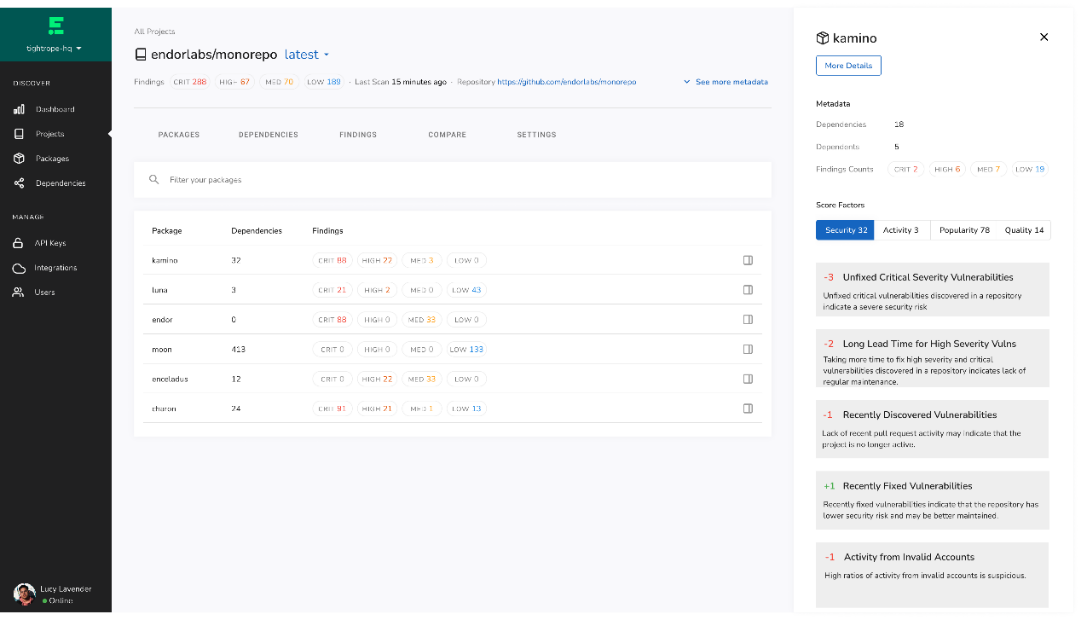 tightrope-hq
DISCOVER
Dashboard
Projects
Packages
Dependencies
MANAGE
API Keys
Integrations
Users
Lucy Lavender
Online
All Projects
endorlabs/monorepo latest
Findings CRIT 288 HIGH 67 MED 70 LOW 189 - Last Scan 15 minutes ago - Repository https://github.com/endorlabs/monorepo See more metadata
PACKAGES DEPENDENCIES FINDINGS COMPARE SETTINGS
Filter your packages
Package Dependencies Findings
kamino 32 CRIT 88 HIGH 22 MED 3 LOW 0
luna 3 CRIT 21 HIGH 2 MED 0 LOW 43
endor 0 CRIT 88 HIGH 0 MED 33 LOW 0
moon 413 CRIT 0 HIGH 0 MED 0 LOW 133
enceladus 12 CRIT 0 HIGH 22 MED 33 LOW 0
churon 24 CRIT 91 HIGH 21 MED 1 LOW 13
kamino
More Details
Metadata
Dependencies 18
Dependents 5
Findings Counts CRIT 2 HIGH 6 MED 7 LOW 19
Score Factors
Security 32 Activity 3 Popularity 78 Quality 14
-3 Unfixed Critical Severity Vulnerabilities
Unfixed critical vulnerabilities discovered in a repository
indicate a severe security risk
-2 Long Lead Time for High Severity Vulns
Taking more time to fix high severity and critical
vulnerabilities discovered in a repository indicates lack of
regular maintenance.
-1 Recently Discovered Vulnerabilities
Lack of recent pull request activity may indicate that the
project is no longer active.
+1 Recently Fixed Vulnerabilities
Recently fixed vulnerabilities indicate that the repository has
lower security risk and may be better maintained.
-1 Activity from Invalid Accounts
High ratios of activity from invalid accounts is suspicious.